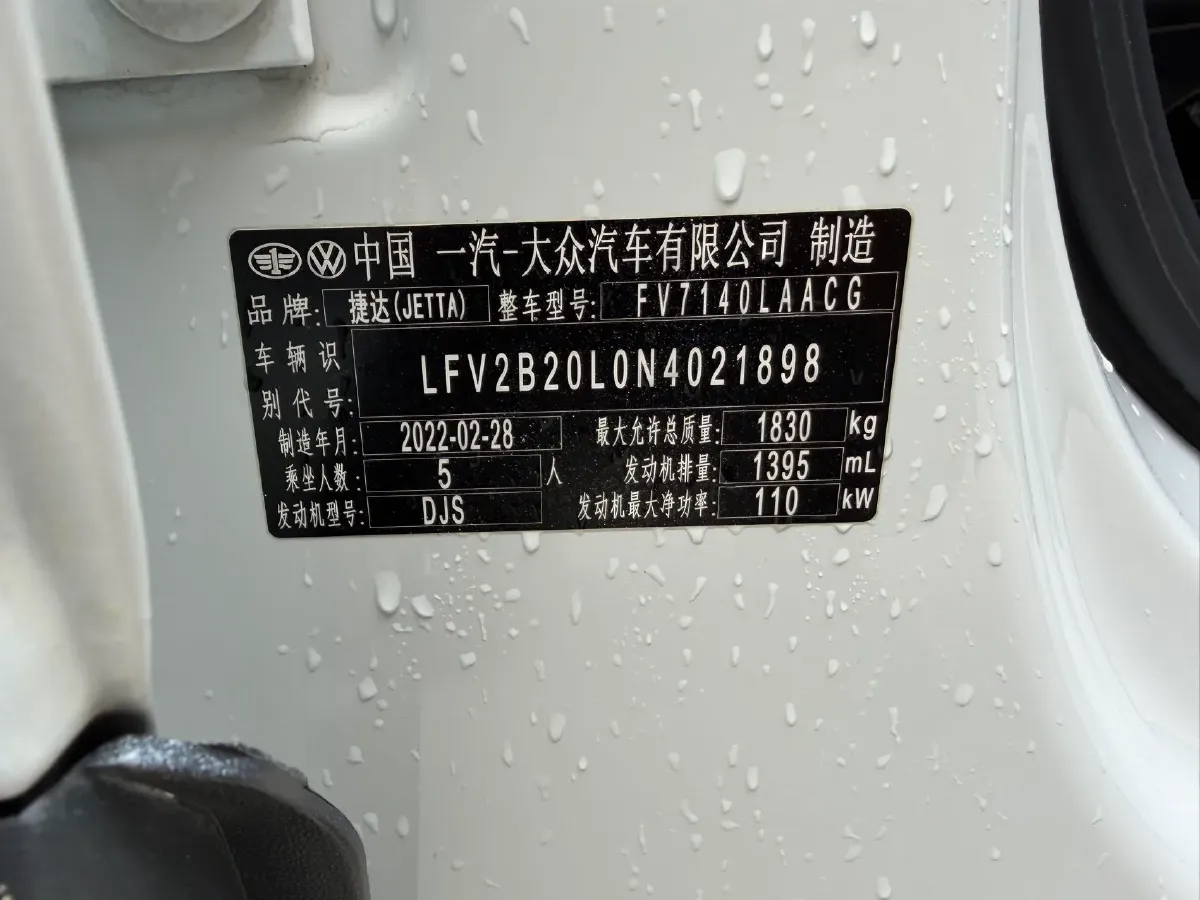 中国 一汽-大众汽车有限公司 制造
品牌: 捷达(JETTA) 整车型号: FV7140LAACG
车辆识别代号: LFV2B20L0N4021898
制造年月: 2022-02-28 最大允许总质量: 1830 kg
乘坐人数: 5 人 发动机排量: 1395 mL
发动机型号: DJS 发动机最大净功率: 110 kW